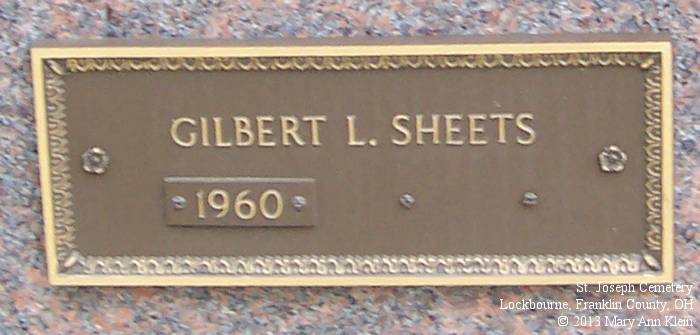 GILBERT L. SHEETS
1960
St. Joseph Cemetery
Lockbourne, Franklin County, OH
© 2013 Mary Ann Klein